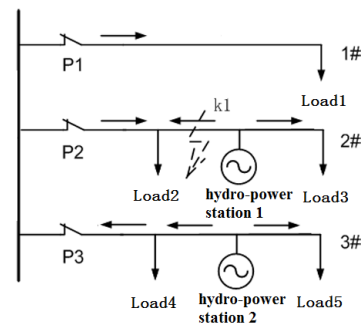 P1
1#
Load1
k1
P2
2#
Load2
hydro-power
station 1
Load3
P3
3#
Load4
hydro-power
station 2
Load5